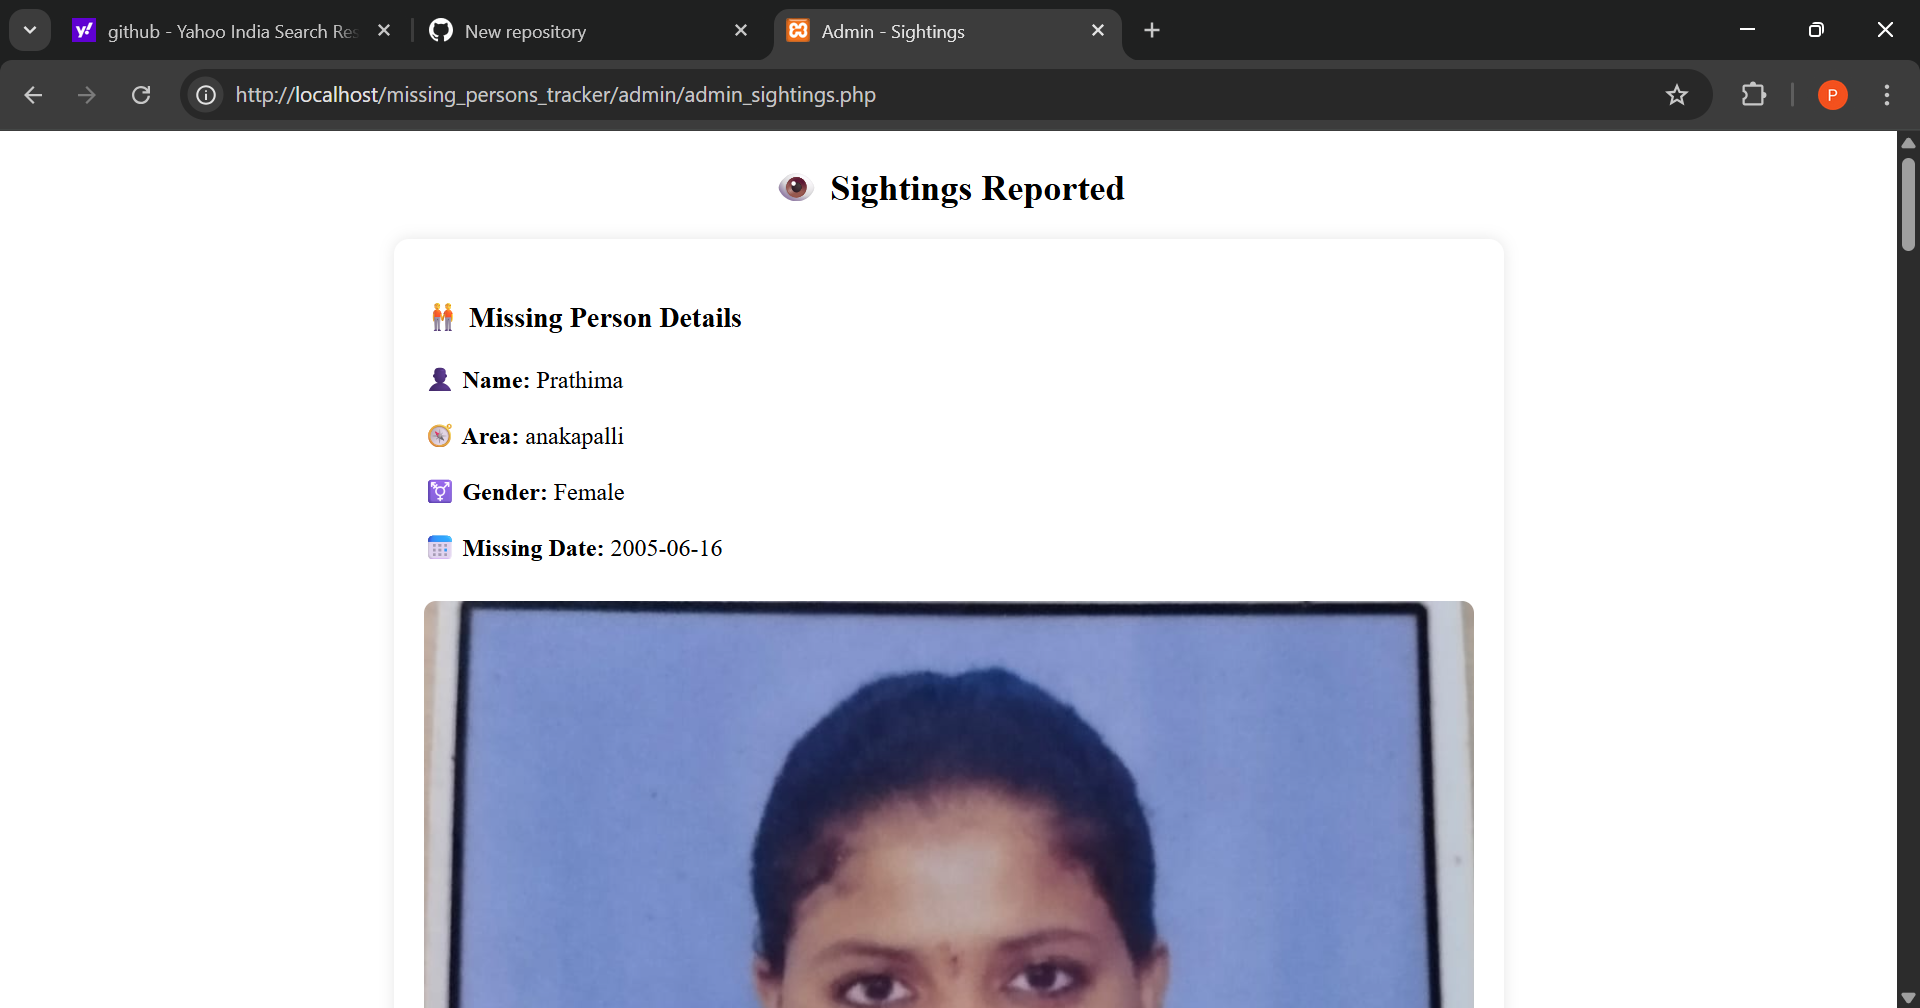 github - Yahoo India Search Res
New repository
Admin - Sightings
http://localhost/missing_persons_tracker/admin/admin_sightings.php
P
Sightings Reported
Missing Person Details
Name: Prathima
Area: anakapalli
Gender: Female
Missing Date: 2005-06-16